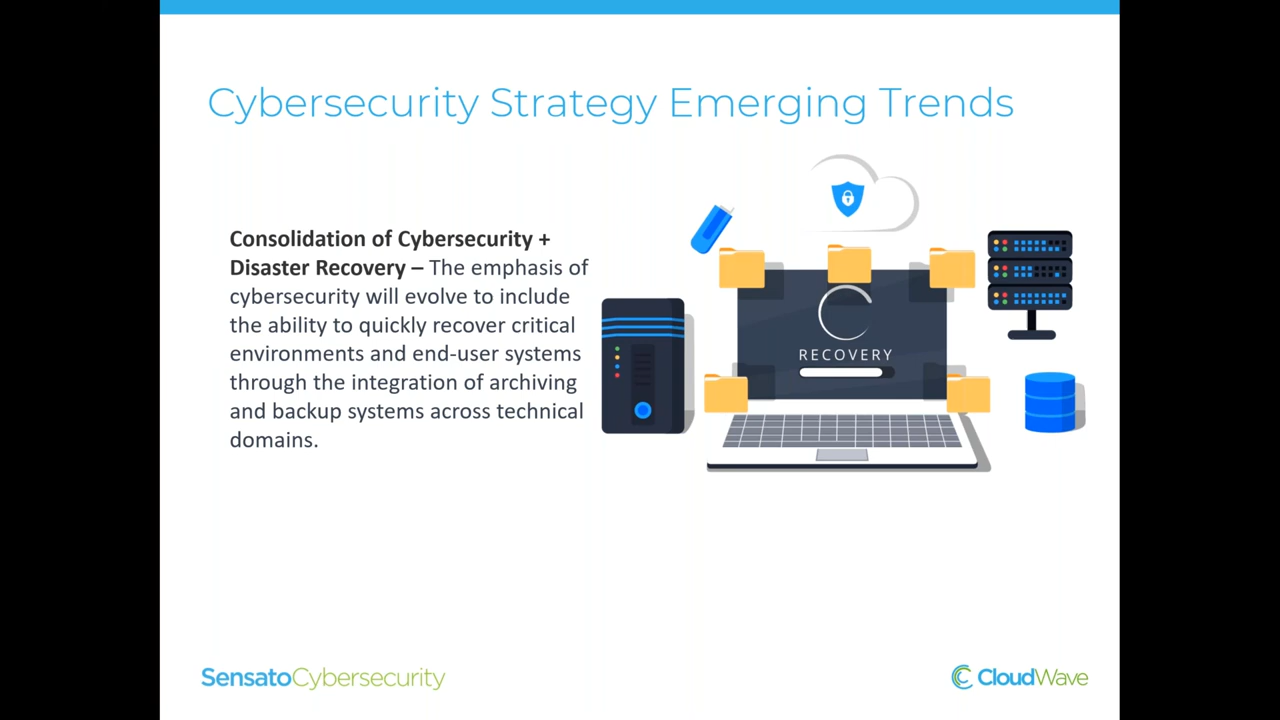 Cybersecurity Strategy Emerging Trends
Consolidation of Cybersecurity +
Disaster Recovery – The emphasis of
cybersecurity will evolve to include
the ability to quickly recover critical
environments and end-user systems
through the integration of archiving
and backup systems across technical
domains.
RECOVERY
SensatoCybersecurity
CloudWave